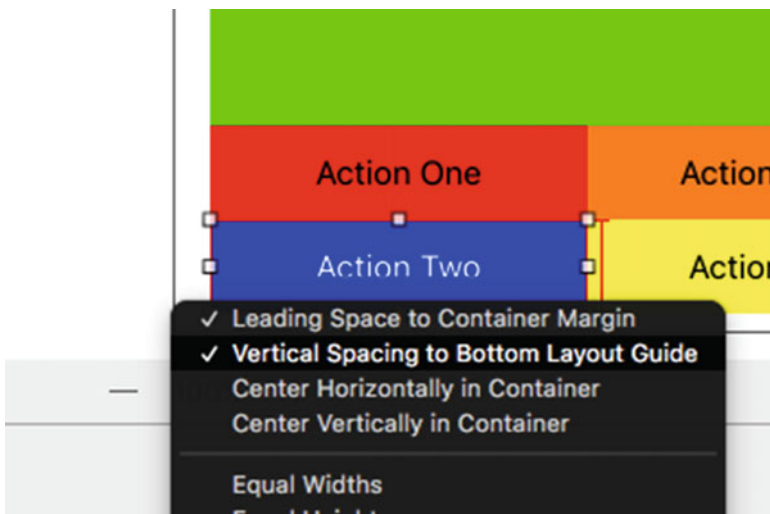 Action One
Action
Action Two
Action
✓ Leading Space to Container Margin
✓ Vertical Spacing to Bottom Layout Guide
Center Horizontally in Container
Center Vertically in Container
Equal Widths